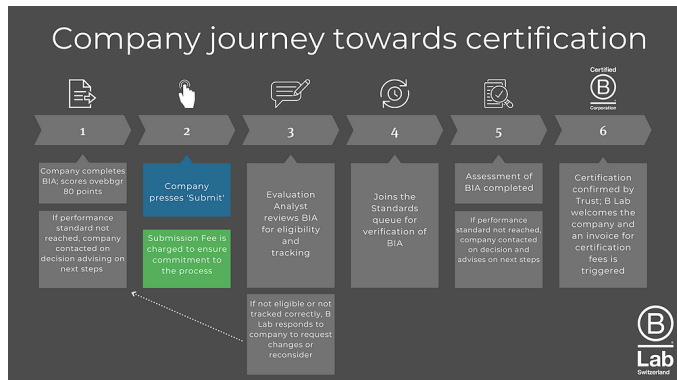 Company journey towards certification
Certified
B
Corporation
1
2
3
4
5
6
Company completes
BIA; scores ovebbgr
80 points
If performance
standard not
reached, company
contacted on
decision advising on
next steps
Company
presses 'Submit'
Submission Fee is
charged to ensure
commitment to
the process
Evaluation
Analyst
reviews BIA
for eligibility
and
tracking
If not eligible or not
tracked correctly, B
Lab responds to
company to request
changes or
reconsider
Joins the
Standards
queue for
verification of
BIA
Assessment of
BIA completed
If performance
standard not reached,
company contacted
on decision and
advises on next steps
Certification
confirmed by
Trust; B Lab
welcomes the
company and
an invoice for
certification
fees is
triggered
B
Lab
Switzerland